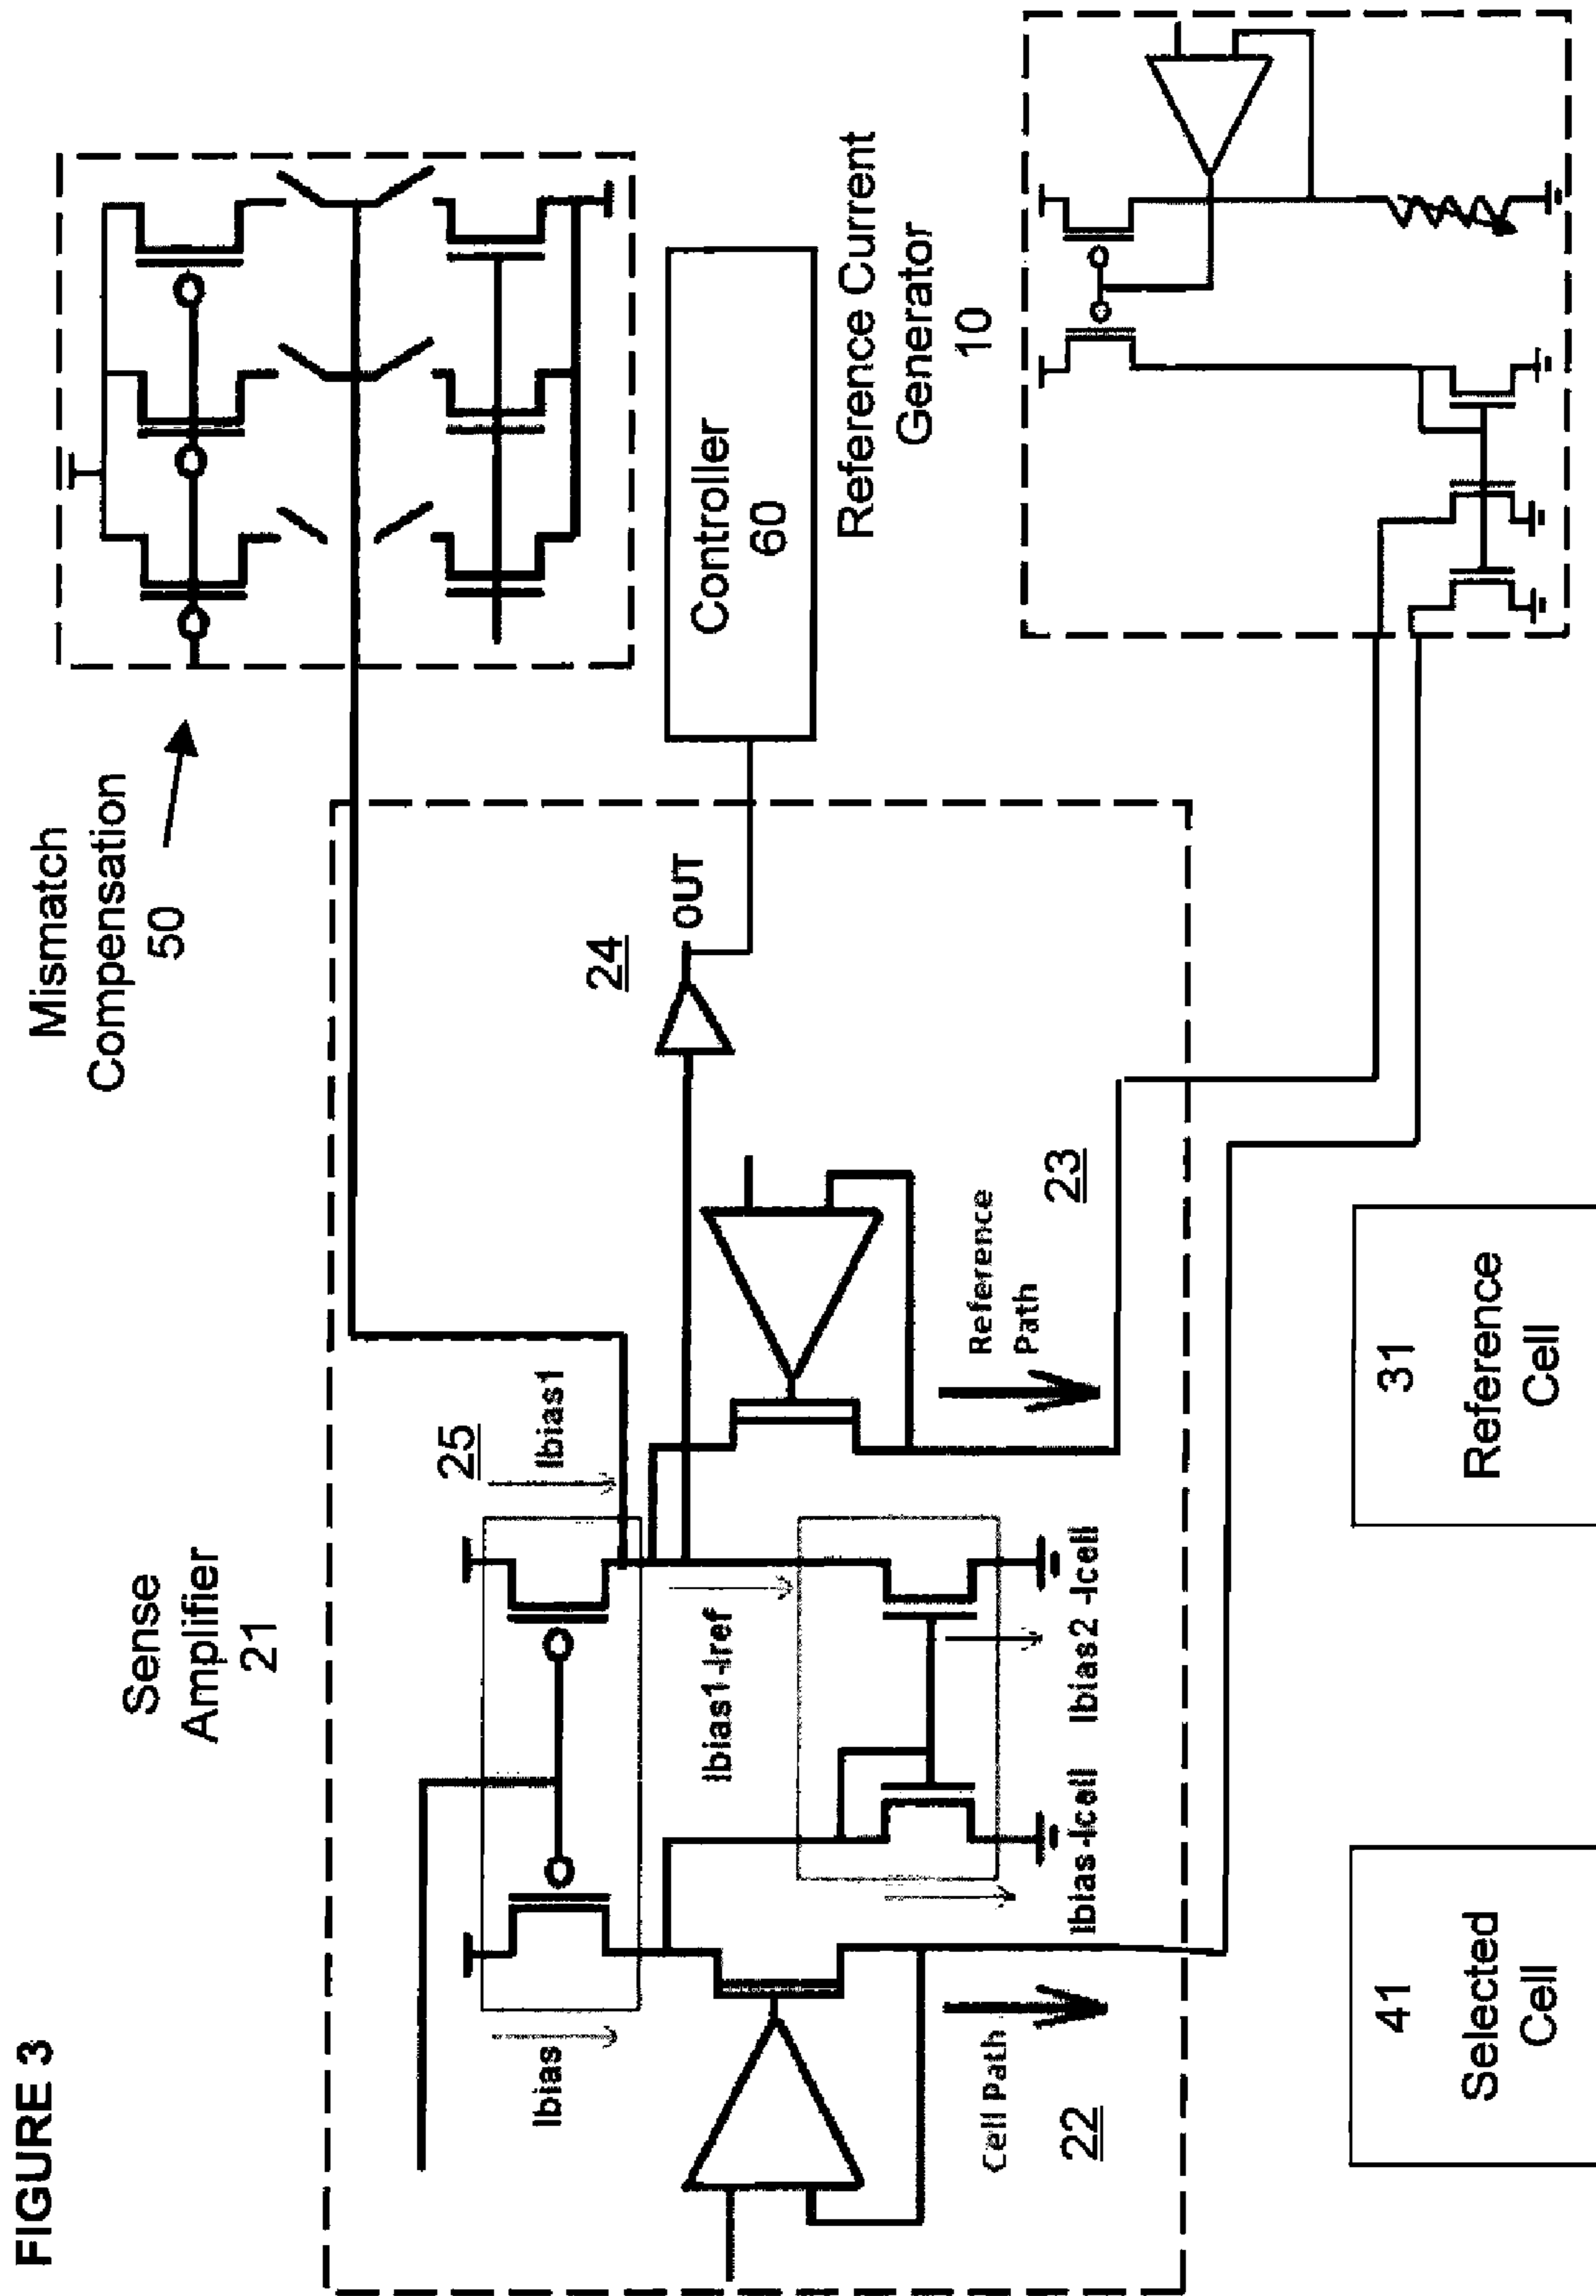 FIGURE 3
Sense
Amplifier
21
Mismatch
Compensation
50
Ibias
25
Ibias1
Ibias1-Iref
24
OUT
Controller
60
Reference Current
Generator
10
Cell Path
22
Ibias-Icell
Ibias2 -Icell
Reference
Path
23
41
Selected
Cell
31
Reference
Cell